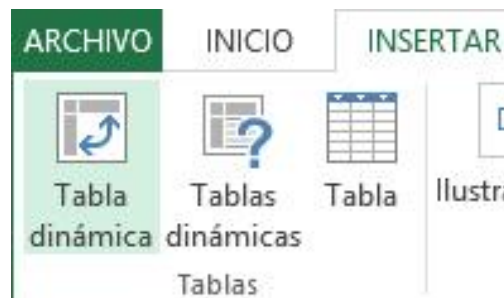 ARCHIVO INICIO INSERTAR
Tabla dinámica
Tablas dinámicas
Tabla
Tablas